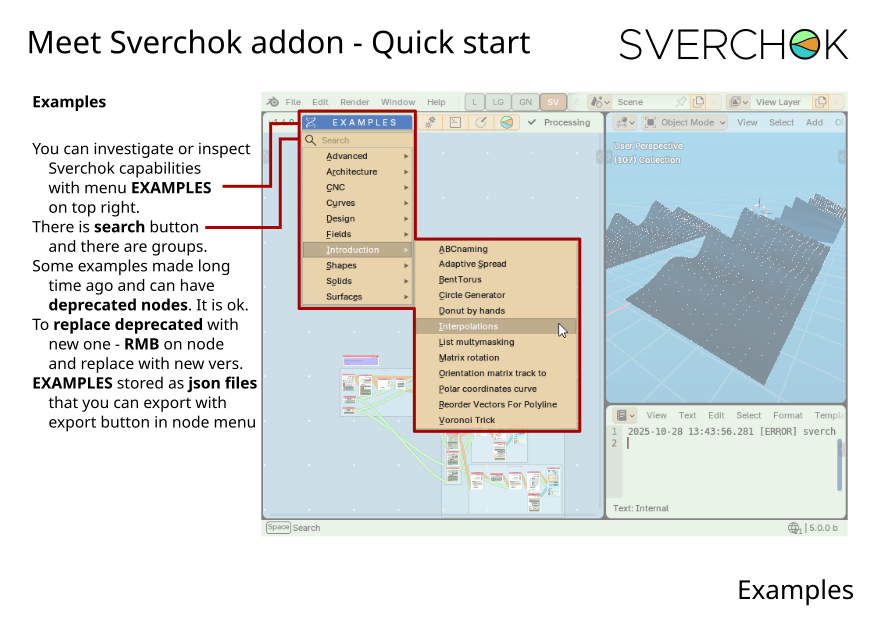 Meet Sverchok addon - Quick start
SVERCHOK
Examples
You can investigate or inspect
Sverchok capabilities
with menu EXAMPLES
on top right.
There is search button
and there are groups.
Some examples made long
time ago and can have
deprecated nodes. It is ok.
To replace deprecated with
new one - RMB on node
and replace with new vers.
EXAMPLES stored as json files
that you can export with
export button in node menu
File Edit Render Window Help
L LG GN SV
Scene
View Layer
EXAMPLES
Processing
Search
Advanced
Architecture
CNC
Curves
Design
Fields
Introduction
Shapes
Solids
Surfaces
ABCnaming
Adaptive Spread
BentTorus
Circle Generator
Donut by hands
Interpolations
List multymasking
Matrix rotation
Orientation matrix track to
Polar coordinates curve
Reorder Vectors For Polyline
Voronoi Trick
Object Mode View Select Add
User Perspective
(107) Collection
View Text Edit Select Format Templa
1 2025-10-28 13:43:56.281 [ERROR] sverch
2
Text: Internal
Space Search
5.0.0 b
Examples